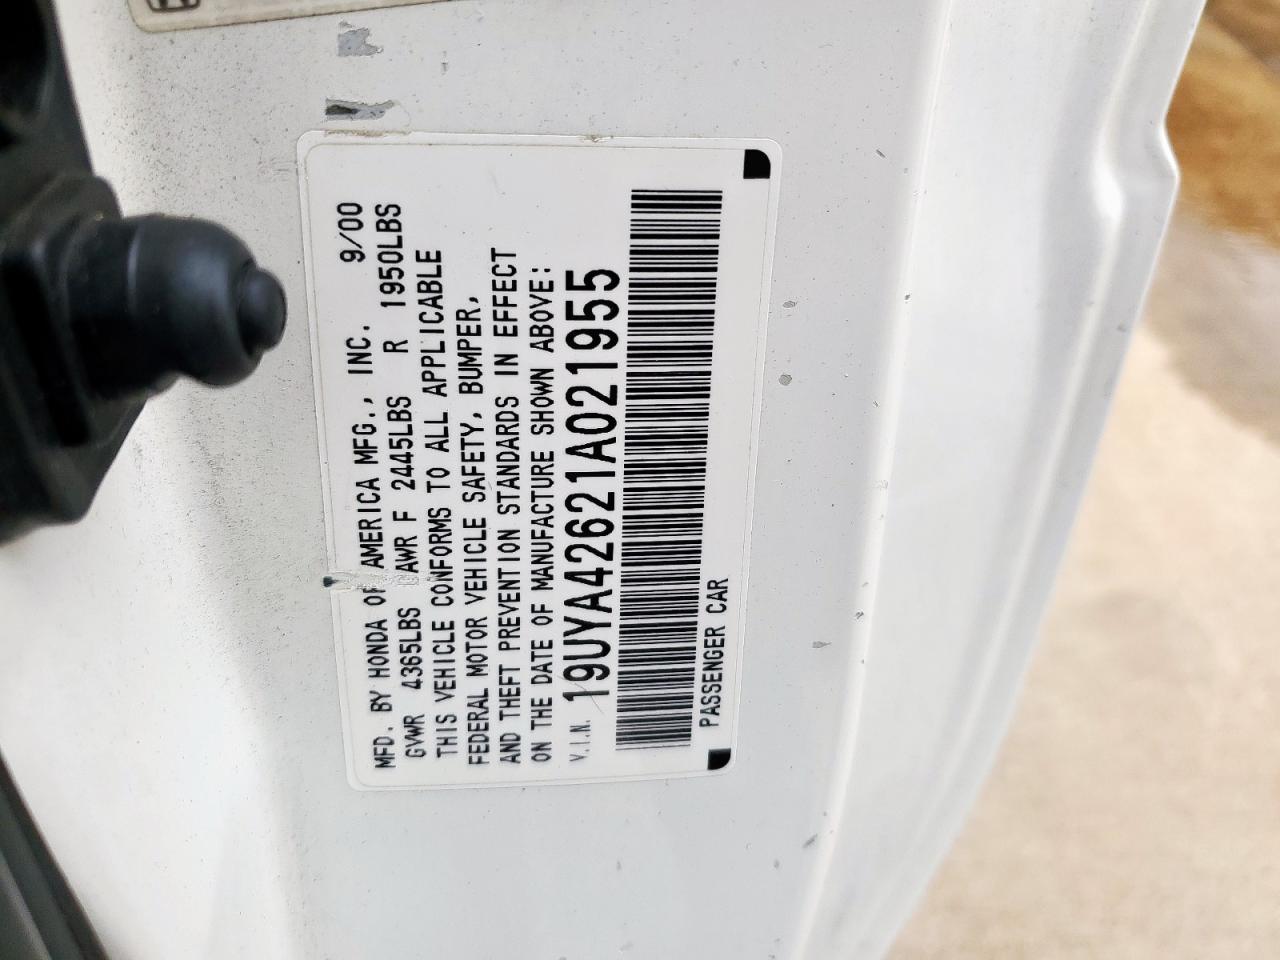 MFD. BY HONDA OF AMERICA MFG., INC. 9/00
GVWR 4365LBS GAWR F 2445LBS R 1950LBS
THIS VEHICLE CONFORMS TO ALL APPLICABLE
FEDERAL MOTOR VEHICLE SAFETY, BUMPER,
AND THEFT PREVENTION STANDARDS IN EFFECT
ON THE DATE OF MANUFACTURE SHOWN ABOVE:
V.I.N. 19UYA42621A021955
PASSENGER CAR